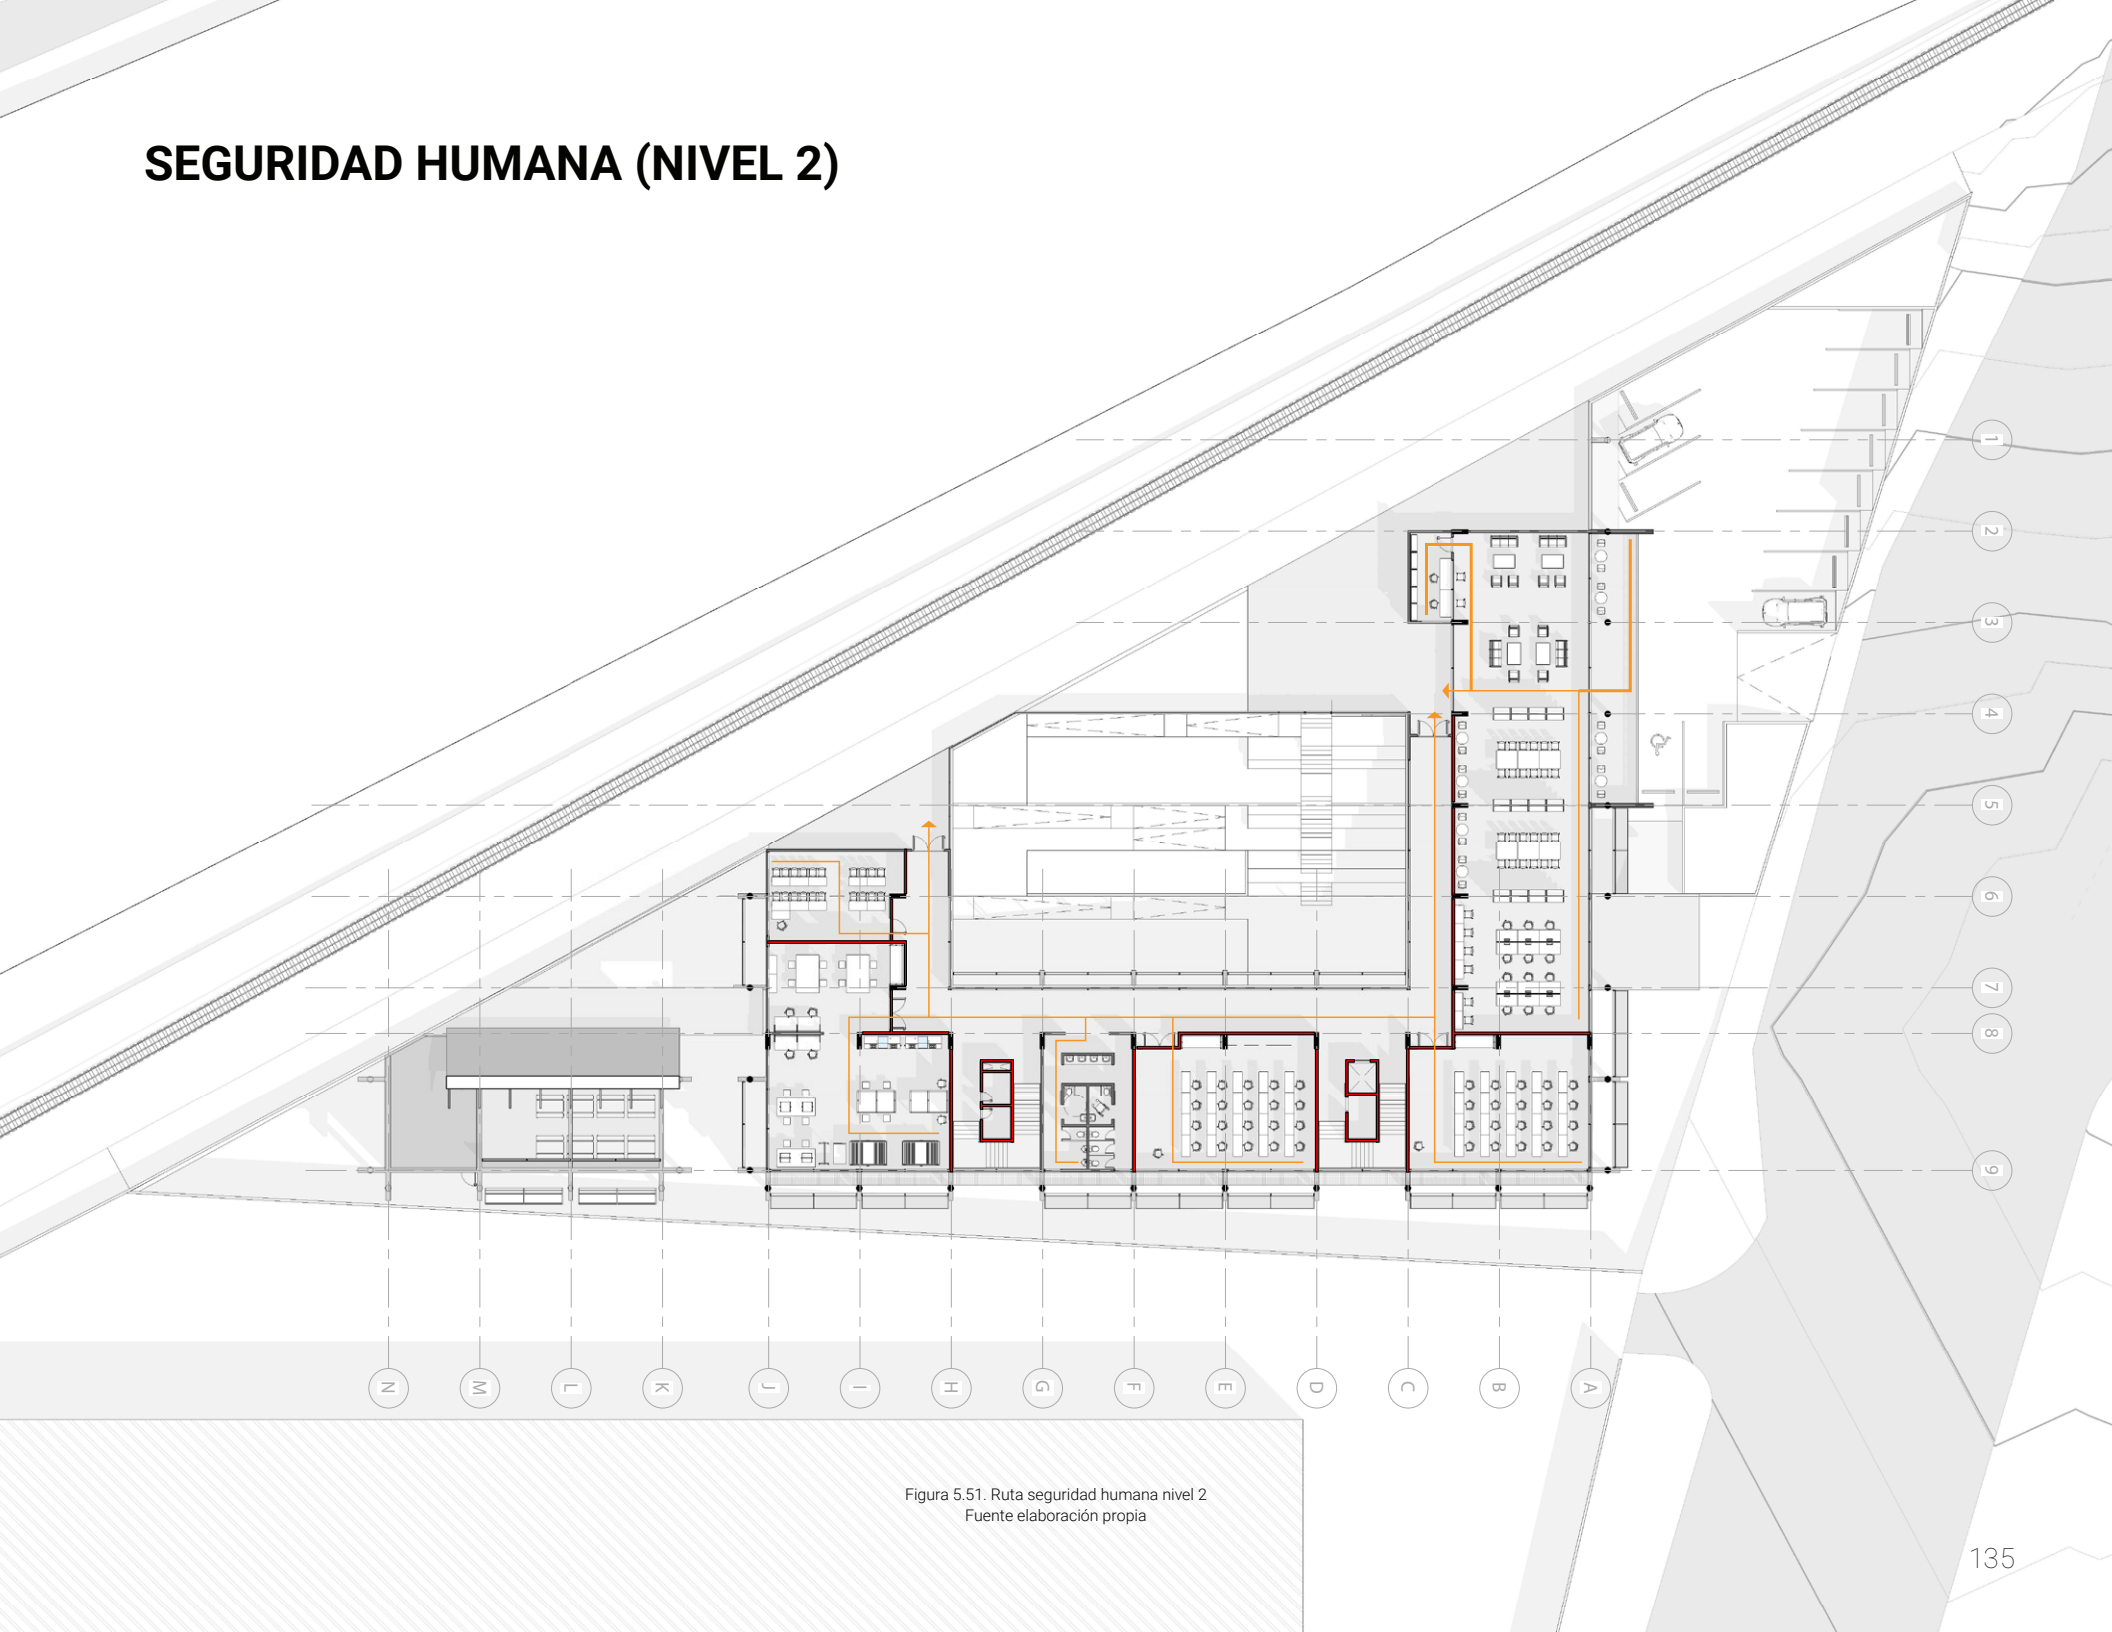 SEGURIDAD HUMANA (NIVEL 2)
1
2
3
4
5
6
7
8
9
N
M
L
K
J
I
H
G
F
E
D
C
B
A
Figura 5.51. Ruta seguridad humana nivel 2
Fuente elaboración propia
135